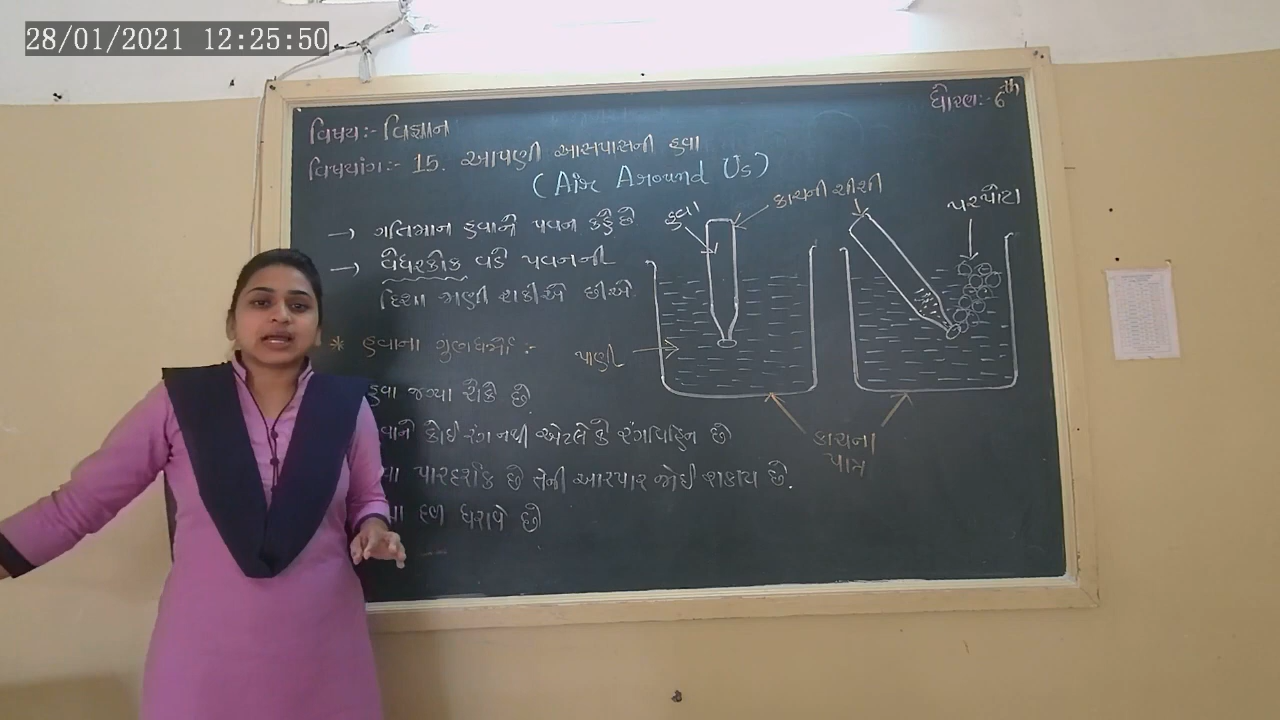 28/01/2021 12:25:50
ધોરણ:- 6th
વિષય:- વિજ્ઞાન
વિષયાંગ:- 15. આપણી આસપાસની હવા
(Air Around Us)
→ ગતિમાન હવાને પવન કહે છે
→ વૈધરકોક વડે પવનની
દિશા જાણી શકીએ છીએ
* હવાના ગુણધર્મો :-
હવા જગ્યા રોકે છે
વાને કોઈ રંગ નથી એટલે કે રંગવિહિન છે
વા પારદર્શક છે તેની આરપાર જોઈ શકાય છે.
વા દળ ધરાવે છે
હવા
કાચની શીશી
પરપોટા
પાણી
કાચના
પાત્ર